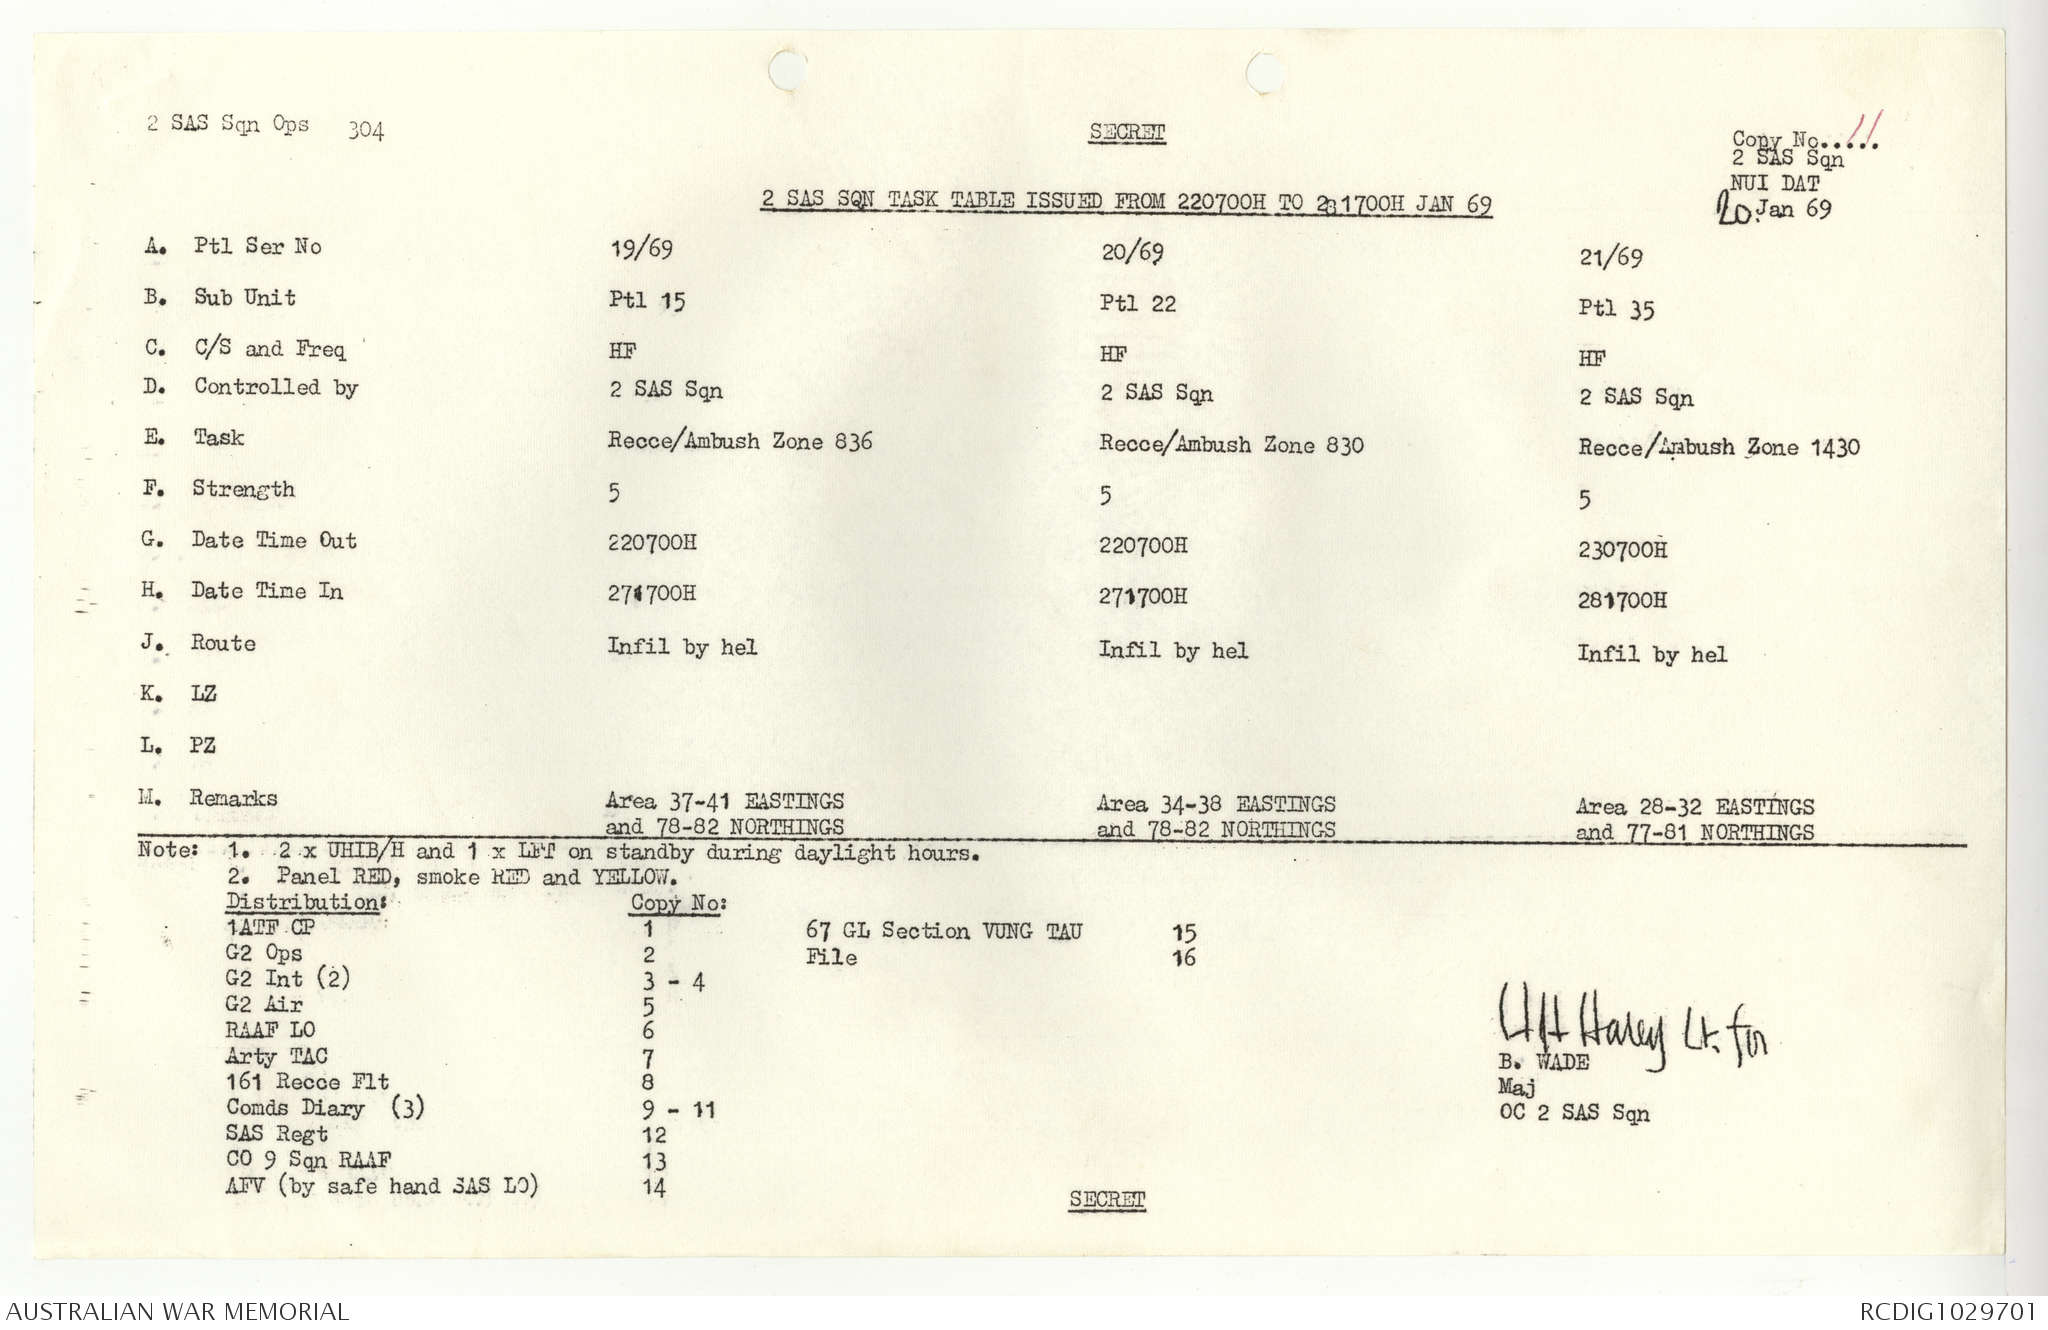 2 SAS Sqn Ops 304
SECRET
Copy No..... 11
2 SAS Sqn
NUI DAT
20 Jan 69
2 SAS SQN TASK TABLE ISSUED FROM 220700H TO 281700H JAN 69
A. Ptl Ser No 19/69 20/69 21/69
B. Sub Unit Ptl 15 Ptl 22 Ptl 35
C. C/S and Freq HF HF HF
D. Controlled by 2 SAS Sqn 2 SAS Sqn 2 SAS Sqn
E. Task Recce/Ambush Zone 836 Recce/Ambush Zone 830 Recce/Ambush Zone 1430
F. Strength 5 5 5
G. Date Time Out 220700H 220700H 230700H
H. Date Time In 271700H 271700H 281700H
J. Route Infil by hel Infil by hel Infil by hel
K. LZ
L. PZ
M. Remarks Area 37-41 EASTINGS Area 34-38 EASTINGS Area 28-32 EASTINGS
and 78-82 NORTHINGS and 78-82 NORTHINGS and 77-81 NORTHINGS
Note: 1. 2 x UHIB/H and 1 x LFT on standby during daylight hours.
2. Panel RED, smoke RED and YELLOW.
Distribution: Copy No:
1ATF CP 1 67 GL Section VUNG TAU 15
G2 Ops 2 File 16
G2 Int (2) 3 - 4
G2 Air 5
RAAF LO 6
Arty TAC 7
161 Recce Flt 8
Comds Diary (3) 9 - 11
SAS Regt 12
CO 9 Sqn RAAF 13
AFV (by safe hand SAS LO) 14
Lt. for
B. WADE
Maj
OC 2 SAS Sqn
SECRET
AUSTRALIAN WAR MEMORIAL RCDIG1029701